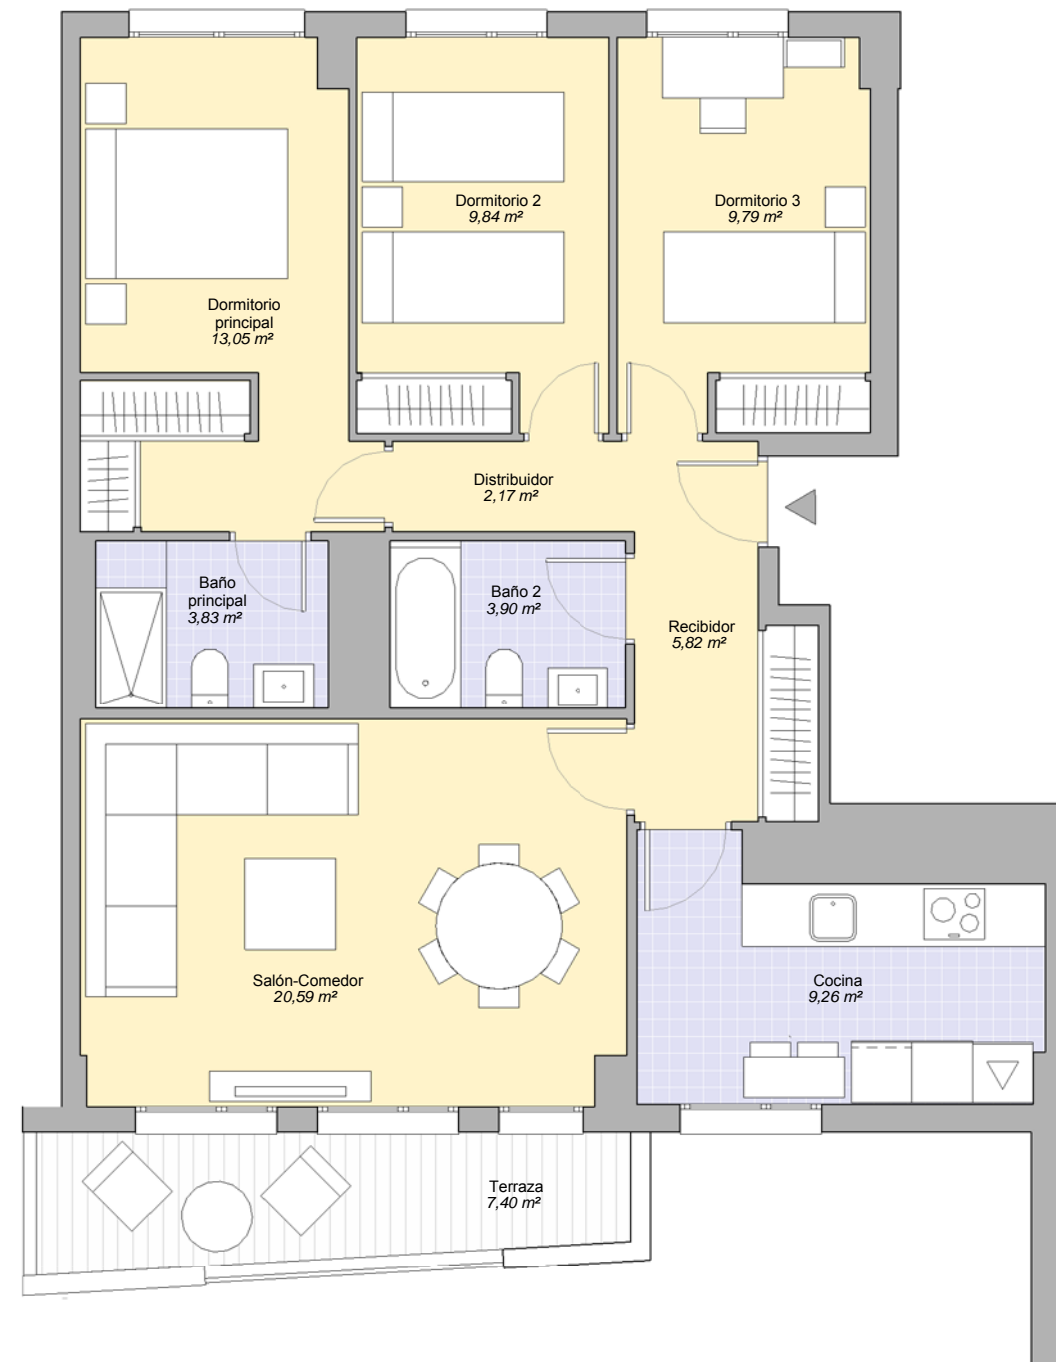 Dormitorio 2
9,84 m²
Dormitorio 3
9,79 m²
Dormitorio
principal
13,05 m²
Distribuidor
2,17 m²
Baño
principal
3,83 m²
Baño 2
3,90 m²
Recibidor
5,82 m²
Salón-Comedor
20,59 m²
Cocina
9,26 m²
Terraza
7,40 m²